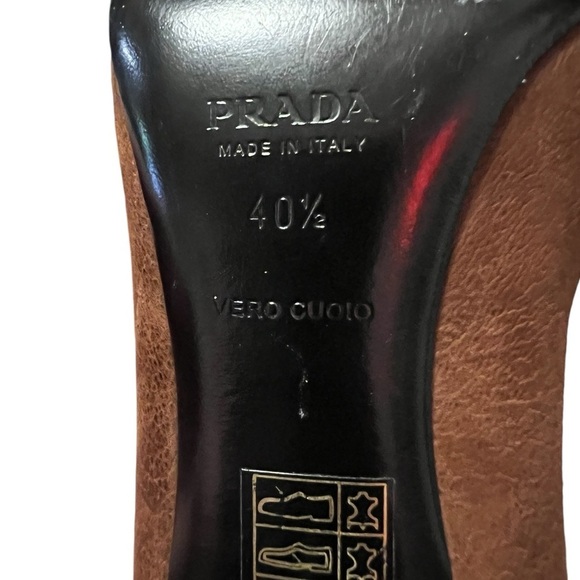 PRADA
MADE IN ITALY
40½
VERO CUOIO